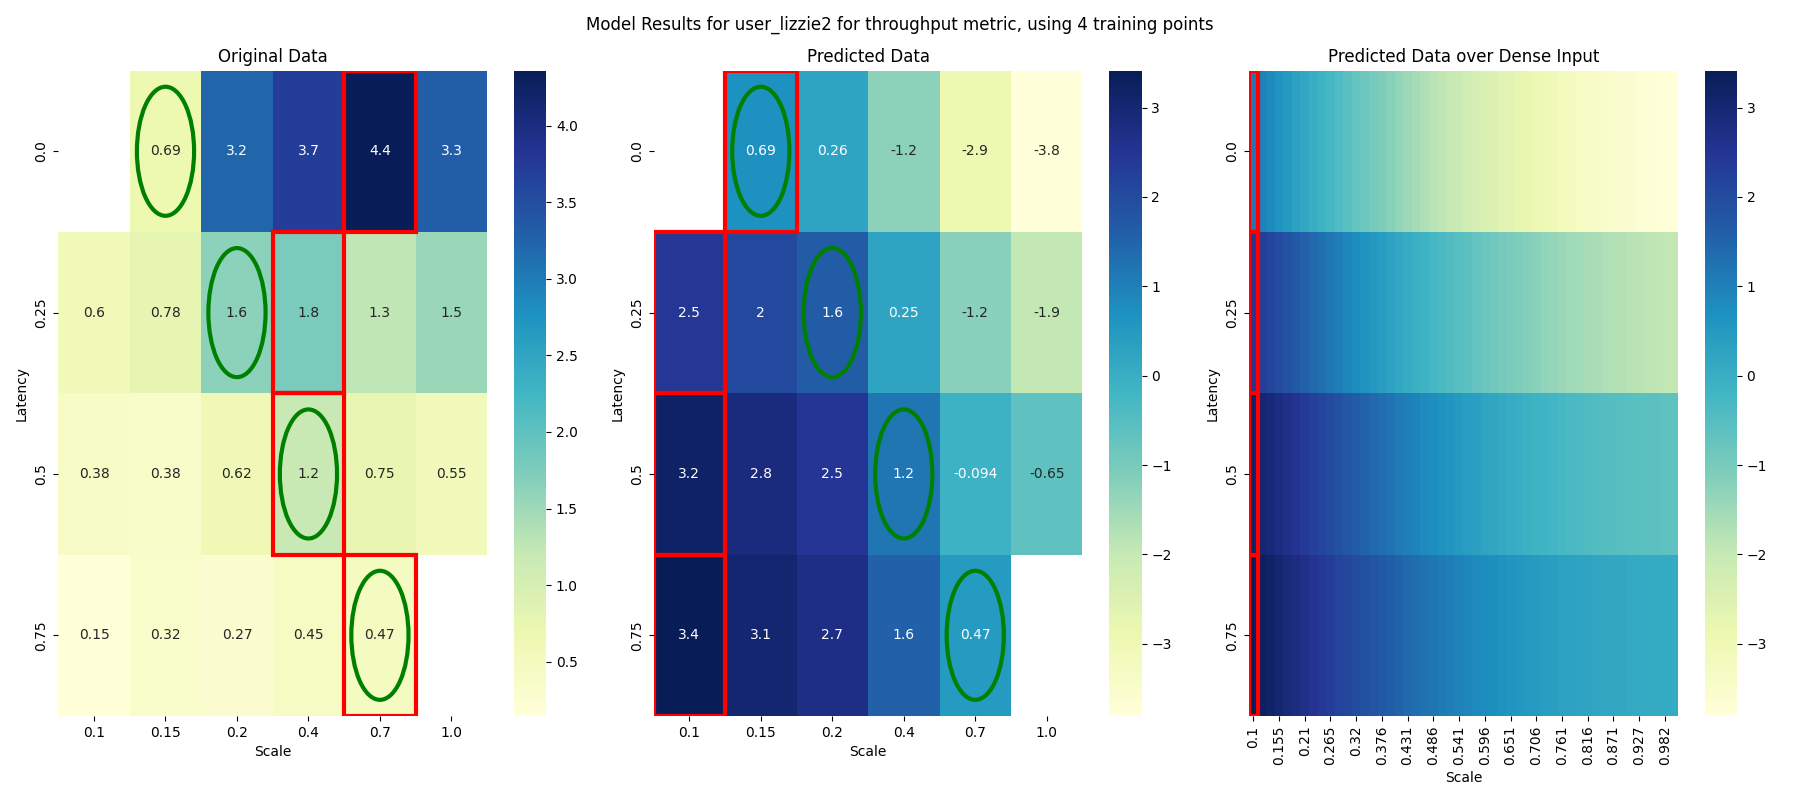 Model Results for user_lizzie2 for throughput metric, using 4 training points
Original Data
0.0
0.69 3.2 3.7 4.4 3.3
0.25
0.6 0.78 1.6 1.8 1.3 1.5
0.5
0.38 0.38 0.62 1.2 0.75 0.55
0.75
0.15 0.32 0.27 0.45 0.47
Latency
0.1 0.15 0.2 0.4 0.7 1.0
Scale
4.0
3.5
3.0
2.5
2.0
1.5
1.0
0.5
Predicted Data
0.0
0.69 0.26 -1.2 -2.9 -3.8
0.25
2.5 2 1.6 0.25 -1.2 -1.9
0.5
3.2 2.8 2.5 1.2 -0.094 -0.65
0.75
3.4 3.1 2.7 1.6 0.47
Latency
0.1 0.15 0.2 0.4 0.7 1.0
Scale
3
2
1
0
−1
−2
−3
Predicted Data over Dense Input
0.0
0.25
0.5
0.75
Latency
0.1 0.155 0.21 0.265 0.32 0.376 0.431 0.486 0.541 0.596 0.651 0.706 0.761 0.816 0.871 0.927 0.982
Scale
3
2
1
0
−1
−2
−3